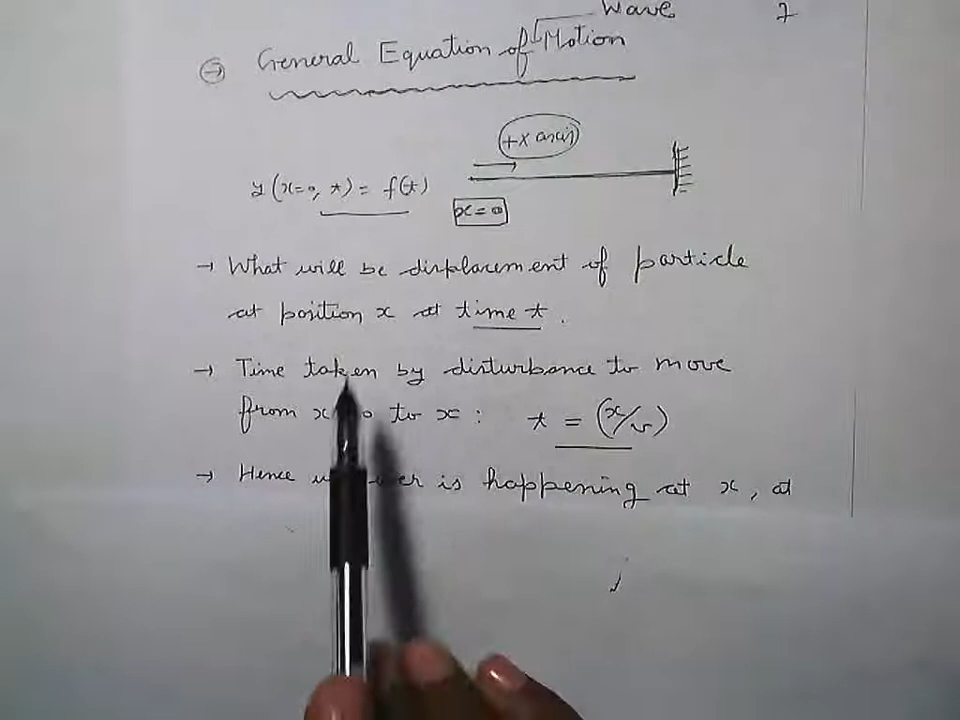 Wave 7
⊖ General Equation of Motion
+x axis
y(x=0, t) = f(t)
x=0
→ What will be displacement of particle
at position x at time t.
→ Time taken by disturbance to move
from x 0 to x : t = (x/v)
→ Hence is happening at x, at